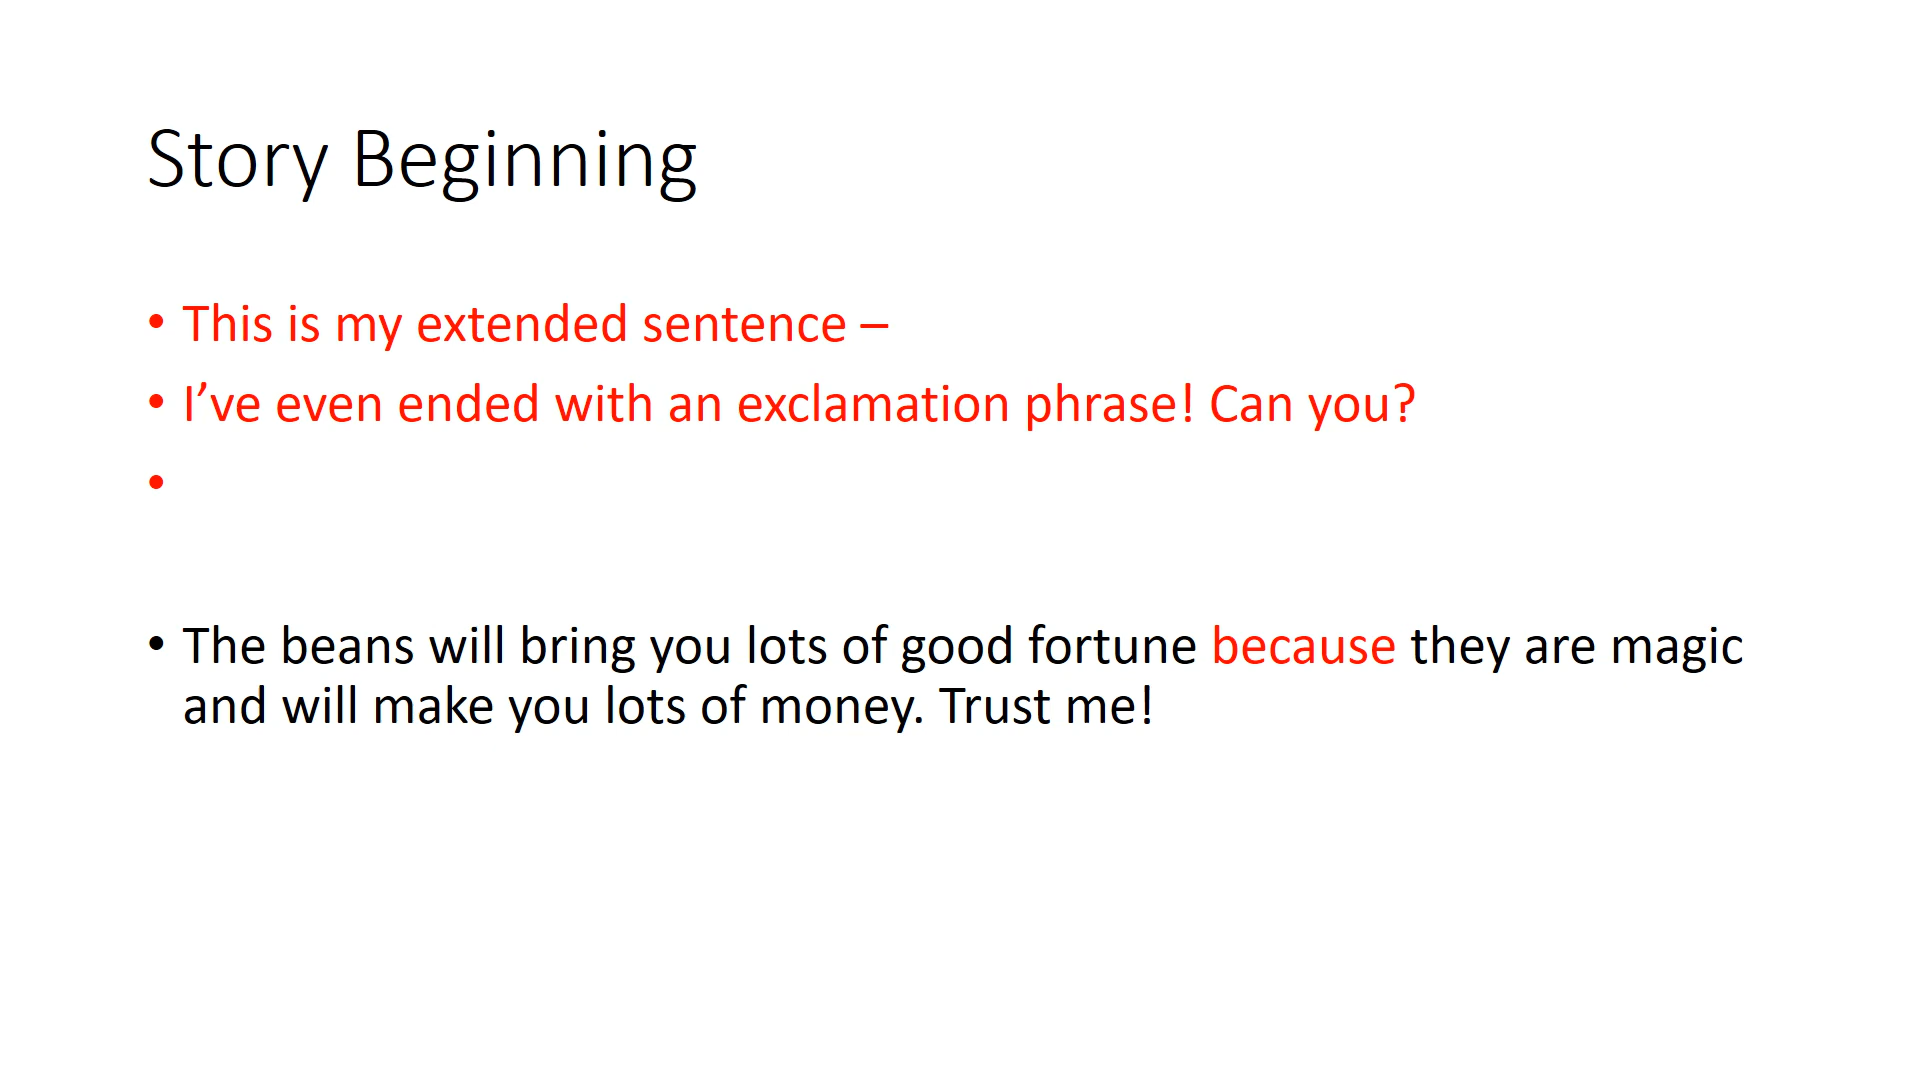 Story Beginning
• This is my extended sentence –
• I’ve even ended with an exclamation phrase! Can you?
•
• The beans will bring you lots of good fortune because they are magic
and will make you lots of money. Trust me!